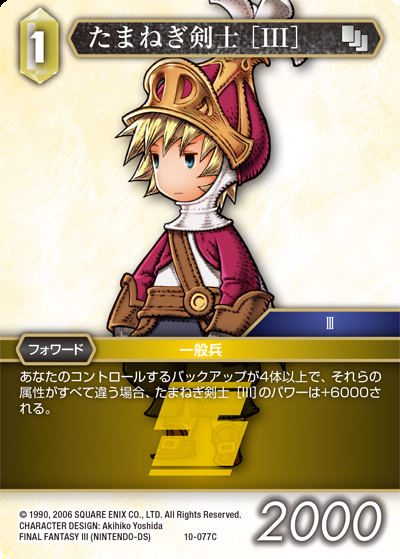 1
たまねぎ剣士［III］
III
フォワード
一般兵
あなたのコントロールするバックアップが4体以上で、それらの
属性がすべて違う場合、たまねぎ剣士［III］のパワーは+6000さ
れる。
© 1990, 2006 SQUARE ENIX CO., LTD. All Rights Reserved.
CHARACTER DESIGN: Akihiko Yoshida
FINAL FANTASY III (NINTENDO-DS)
10-077C
2000